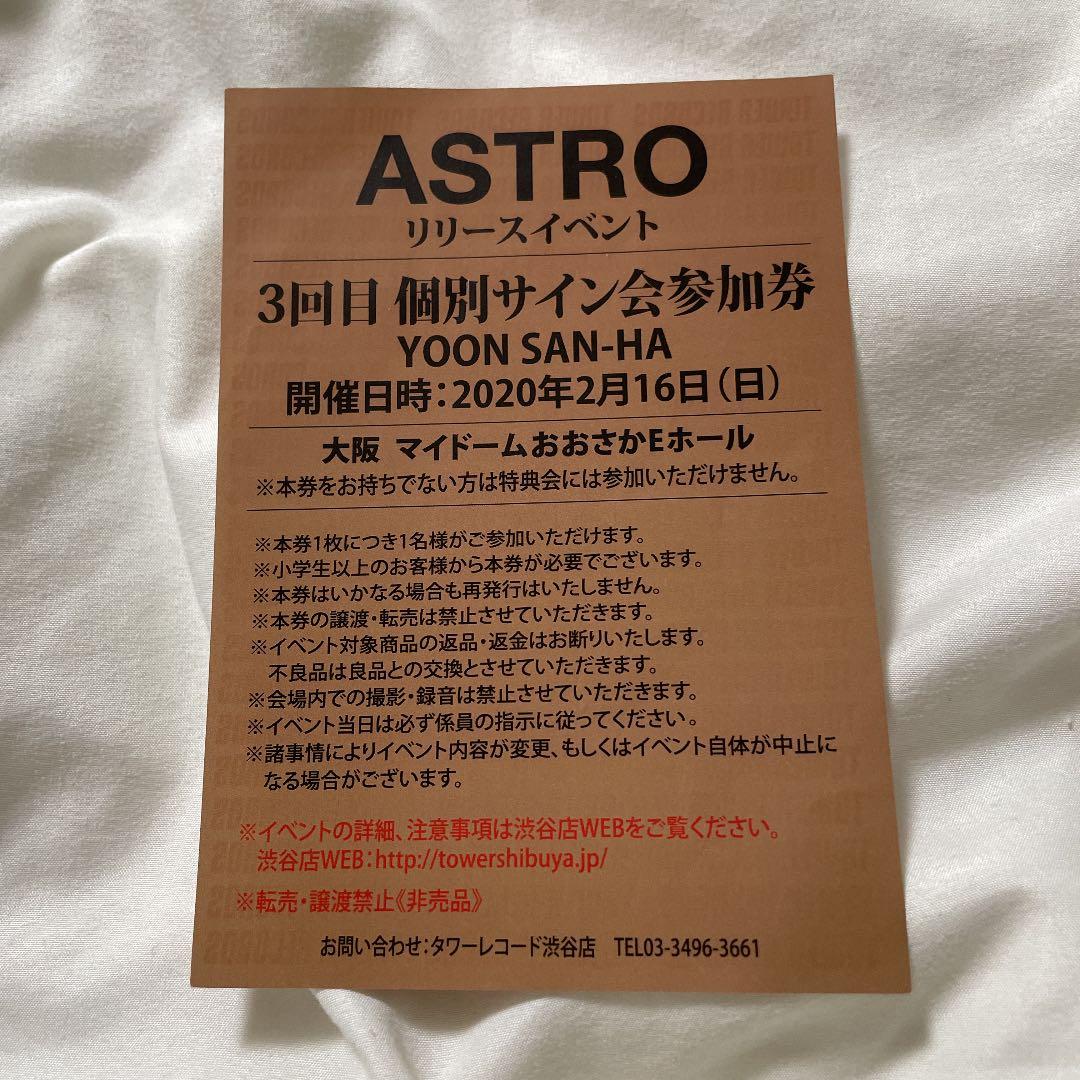 ASTRO
リリースイベント
3回目 個別サイン会参加券
YOON SAN-HA
開催日時：2020年2月16日（日）
大阪 マイドームおおさかEホール
※本券をお持ちでない方は特典会には参加いただけません。
※本券1枚につき1名様がご参加いただけます。
※小学生以上のお客様から本券が必要でございます。
※本券はいかなる場合も再発行はいたしません。
※本券の譲渡・転売は禁止させていただきます。
※イベント対象商品の返品・返金はお断りいたします。
不良品は良品との交換とさせていただきます。
※会場内での撮影・録音は禁止させていただきます。
※イベント当日は必ず係員の指示に従ってください。
※諸事情によりイベント内容が変更、もしくはイベント自体が中止に
なる場合がございます。
※イベントの詳細、注意事項は渋谷店WEBをご覧ください。
渋谷店WEB：http://towershibuya.jp/
※転売・譲渡禁止《非売品》
お問い合わせ：タワーレコード渋谷店 TEL03-3496-3661